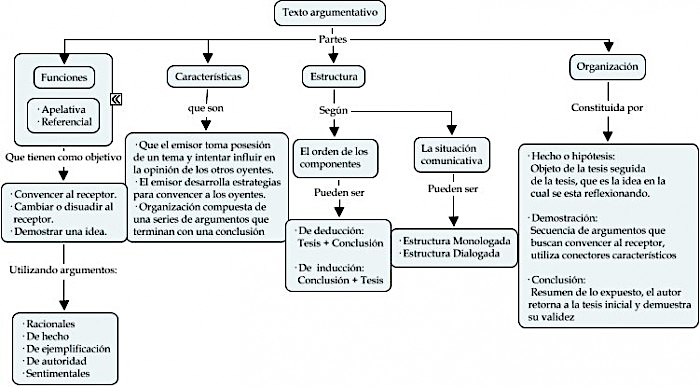 Texto argumentativo
Partes
Funciones
· Apelativa
· Referencial
Que tienen como objetivo
· Convencer al receptor.
· Cambiar o disuadir al
receptor.
· Demostrar una idea.
Utilizando argumentos:
· Racionales
· De hecho
· De ejemplificación
· De autoridad
· Sentimentales
Características
que son
· Que el emisor toma posesión
de un tema y intentar influir en
la opinión de los otros oyentes.
· El emisor desarrolla estrategias
para convencer a los oyentes.
· Organización compuesta de
una series de argumentos que
terminan con una conclusión
Estructura
Según
El orden de los
componentes
Pueden ser
· De deducción:
Tesis + Conclusión
· De inducción:
Conclusión + Tesis
La situación
comunicativa
Pueden ser
· Estructura Monologada
· Estructura Dialogada
Organización
Constituida por
· Hecho o hipótesis:
Objeto de la tesis seguida
de la tesis, que es la idea en la
cual se esta reflexionando.
· Demostración:
Secuencia de argumentos que
buscan convencer al receptor,
utiliza conectores característicos
· Conclusión:
Resumen de lo expuesto, el autor
retorna a la tesis inicial y demuestra
su validez